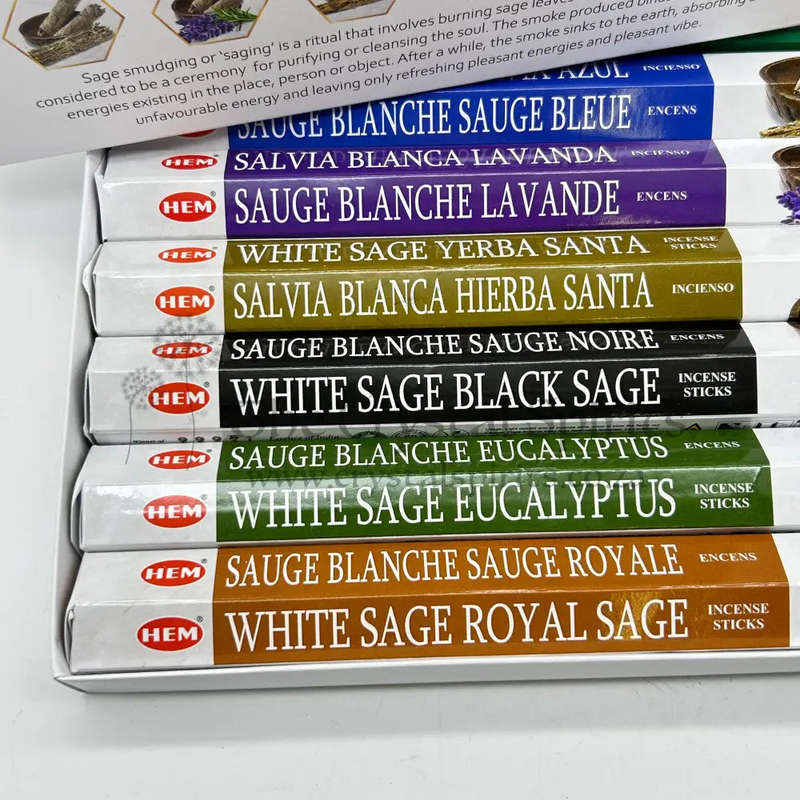 Sage smudging or 'saging' is a ritual that involves burning sage leaves
considered to be a ceremony for purifying or cleansing the soul. The smoke produced binds
energies existing in the place, person or object. After a while, the smoke sinks to the earth, absorbing
unfavourable energy and leaving only refreshing pleasant energies and pleasant vibe.
AZUL INCIENSO
SAUGE BLANCHE SAUGE BLEUE ENCENS
HEM SALVIA BLANCA LAVANDA INCIENSO
HEM SAUGE BLANCHE LAVANDE ENCENS
HEM WHITE SAGE YERBA SANTA INCENSE STICKS
HEM SALVIA BLANCA HIERBA SANTA INCIENSO
HEM SAUGE BLANCHE SAUGE NOIRE ENCENS
HEM WHITE SAGE BLACK SAGE INCENSE STICKS
HEM SAUGE BLANCHE EUCALYPTUS ENCENS
HEM WHITE SAGE EUCALYPTUS INCENSE STICKS
HEM SAUGE BLANCHE SAUGE ROYALE ENCENS
HEM WHITE SAGE ROYAL SAGE INCENSE STICKS